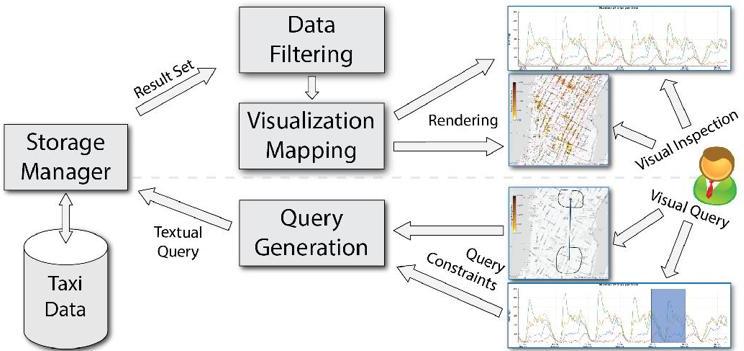 Data
Filtering
Result Set
Visualization
Mapping
Rendering
Storage
Manager
Visual Inspection
Visual Query
Query
Generation
Textual
Query
Query
Constraints
Taxi
Data